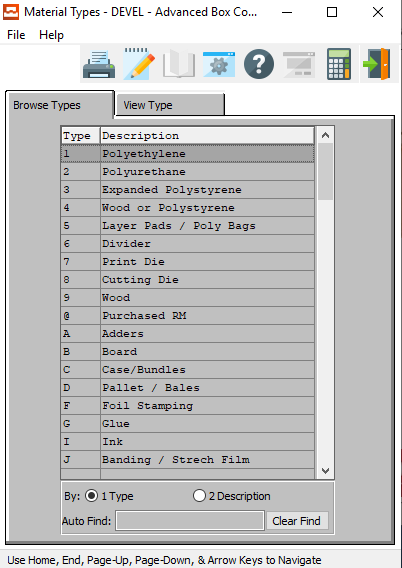 Material Types - DEVEL - Advanced Box Co...
File Help
Browse Types View Type
Type Description
1 Polyethylene
2 Polyurethane
3 Expanded Polystyrene
4 Wood or Polystyrene
5 Layer Pads / Poly Bags
6 Divider
7 Print Die
8 Cutting Die
9 Wood
@ Purchased RM
A Adders
B Board
C Case/Bundles
D Pallet / Bales
F Foil Stamping
G Glue
I Ink
J Banding / Strech Film
By: 1 Type 2 Description
Auto Find: Clear Find
Use Home, End, Page-Up, Page-Down, & Arrow Keys to Navigate